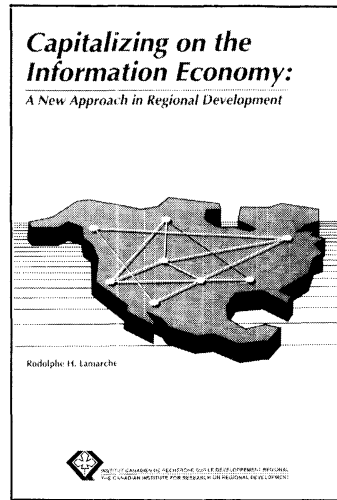 Capitalizing on the
Information Economy:
A New Approach in Regional Development
Rodolphe H. Lamarche
INSTITUT CANADIEN DE RECHERCHE SUR LE DÉVELOPPEMENT RÉGIONAL
THE CANADIAN INSTITUTE FOR RESEARCH ON REGIONAL DEVELOPMENT